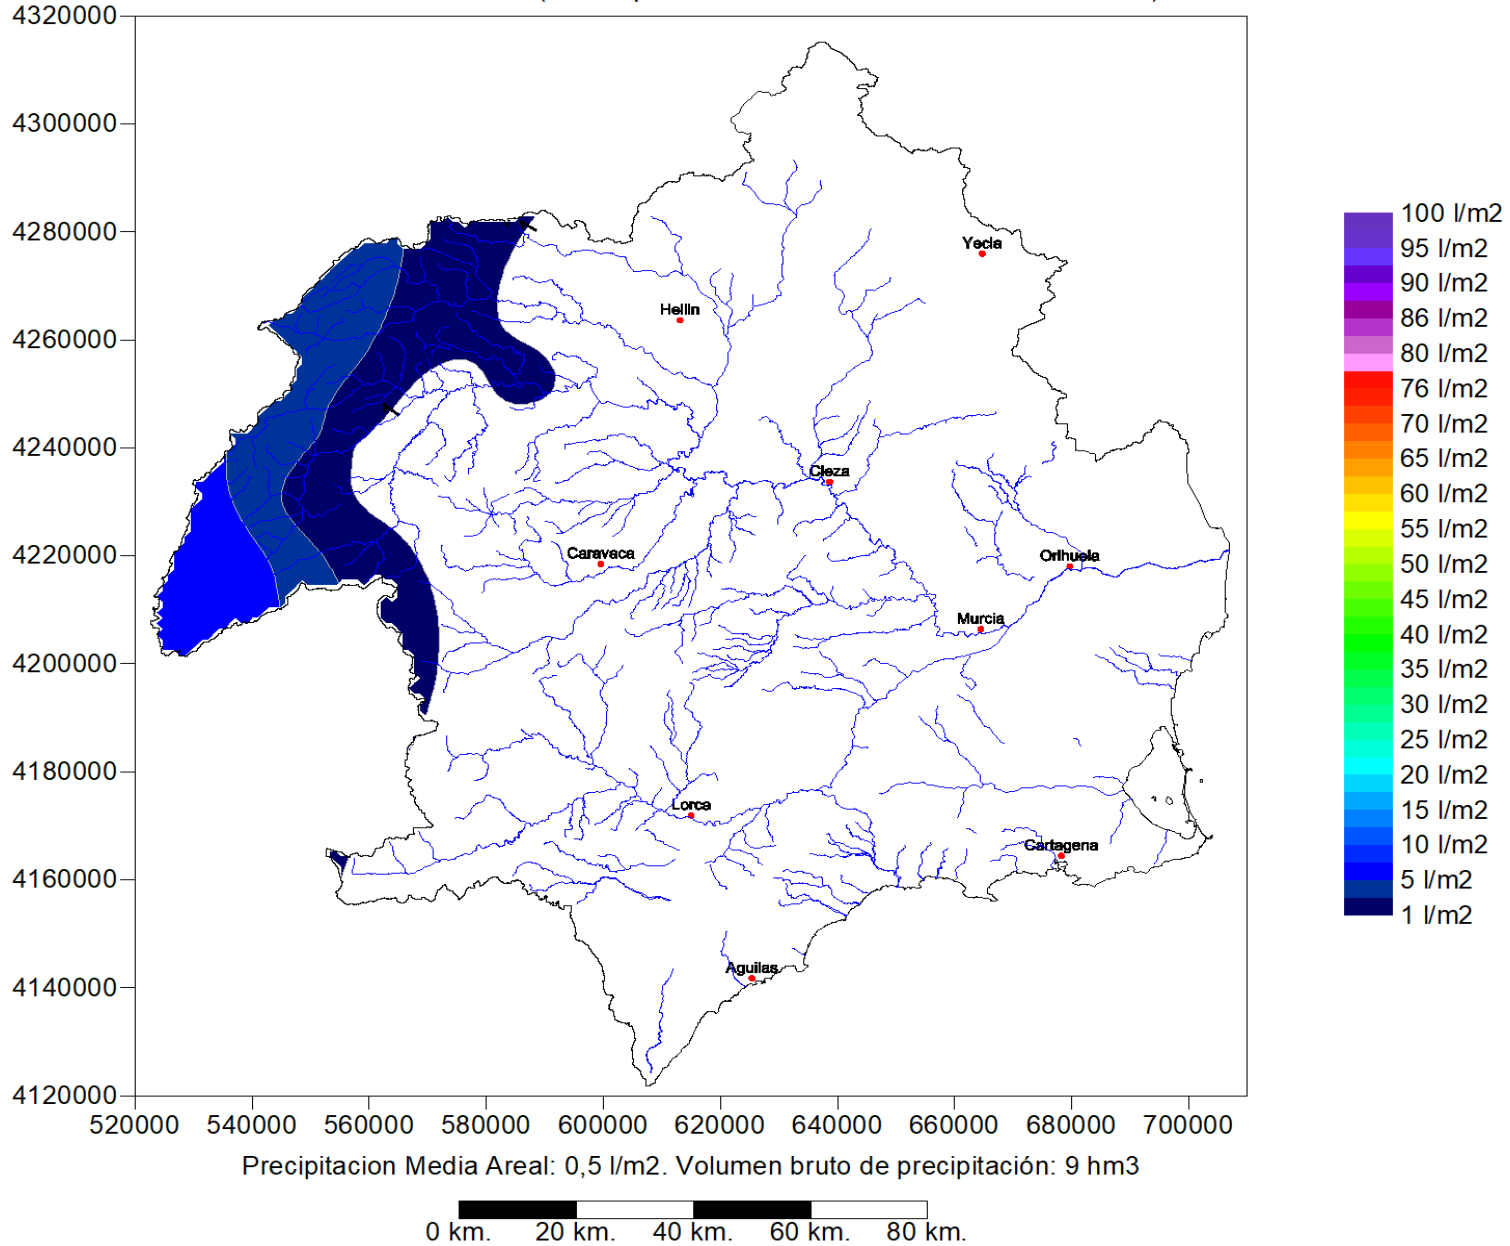 4320000
4300000
4280000
4260000
4240000
4220000
4200000
4180000
4160000
4140000
4120000
520000 540000 560000 580000 600000 620000 640000 660000 680000 700000
Yecla
Hellin
Cieza
Caravaca
Orihuela
Murcia
Lorca
Cartagena
Aguilas
100 l/m2
95 l/m2
90 l/m2
86 l/m2
80 l/m2
76 l/m2
70 l/m2
65 l/m2
60 l/m2
55 l/m2
50 l/m2
45 l/m2
40 l/m2
35 l/m2
30 l/m2
25 l/m2
20 l/m2
15 l/m2
10 l/m2
5 l/m2
1 l/m2
Precipitacion Media Areal: 0,5 l/m2. Volumen bruto de precipitación: 9 hm3
0 km. 20 km. 40 km. 60 km. 80 km.